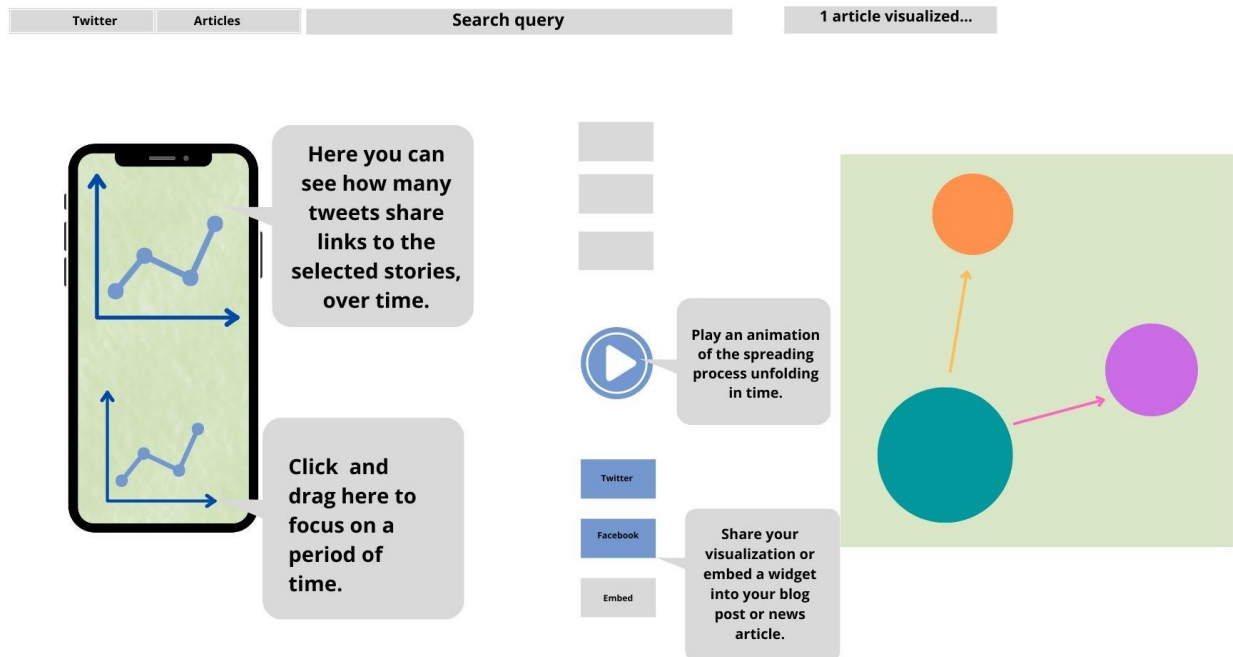 Twitter
Articles
Search query
1 article visualized...
Here you can
see how many
tweets share
links to the
selected stories,
over time.
Play an animation
of the spreading
process unfolding
in time.
Click and
drag here to
focus on a
period of
time.
Twitter
Facebook
Embed
Share your
visualization or
embed a widget
into your blog
post or news
article.